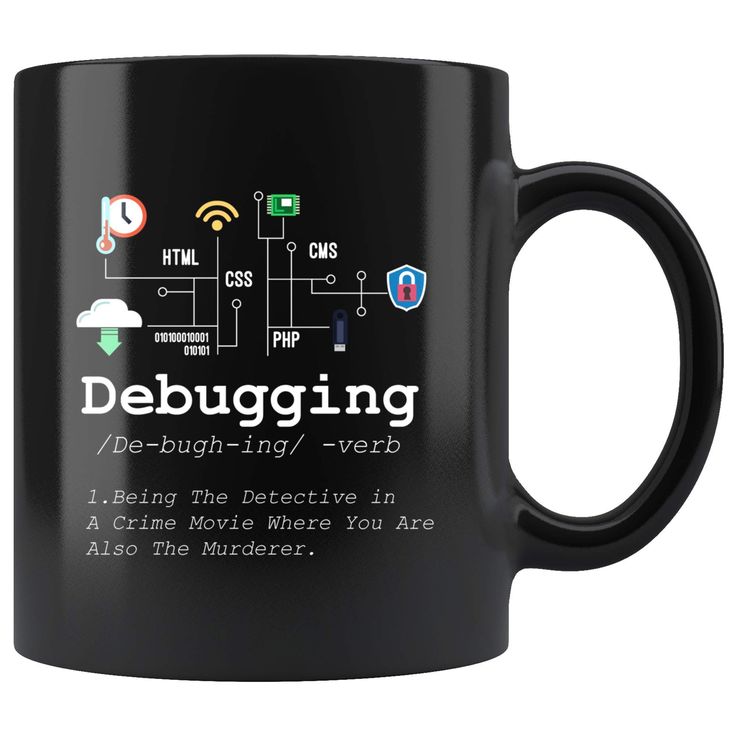 HTML
CMS
CSS
010100010001
010101
PHP
Debugging
/De-bugh-ing/ -verb
1.Being The Detective in
A Crime Movie Where You Are
Also The Murderer.